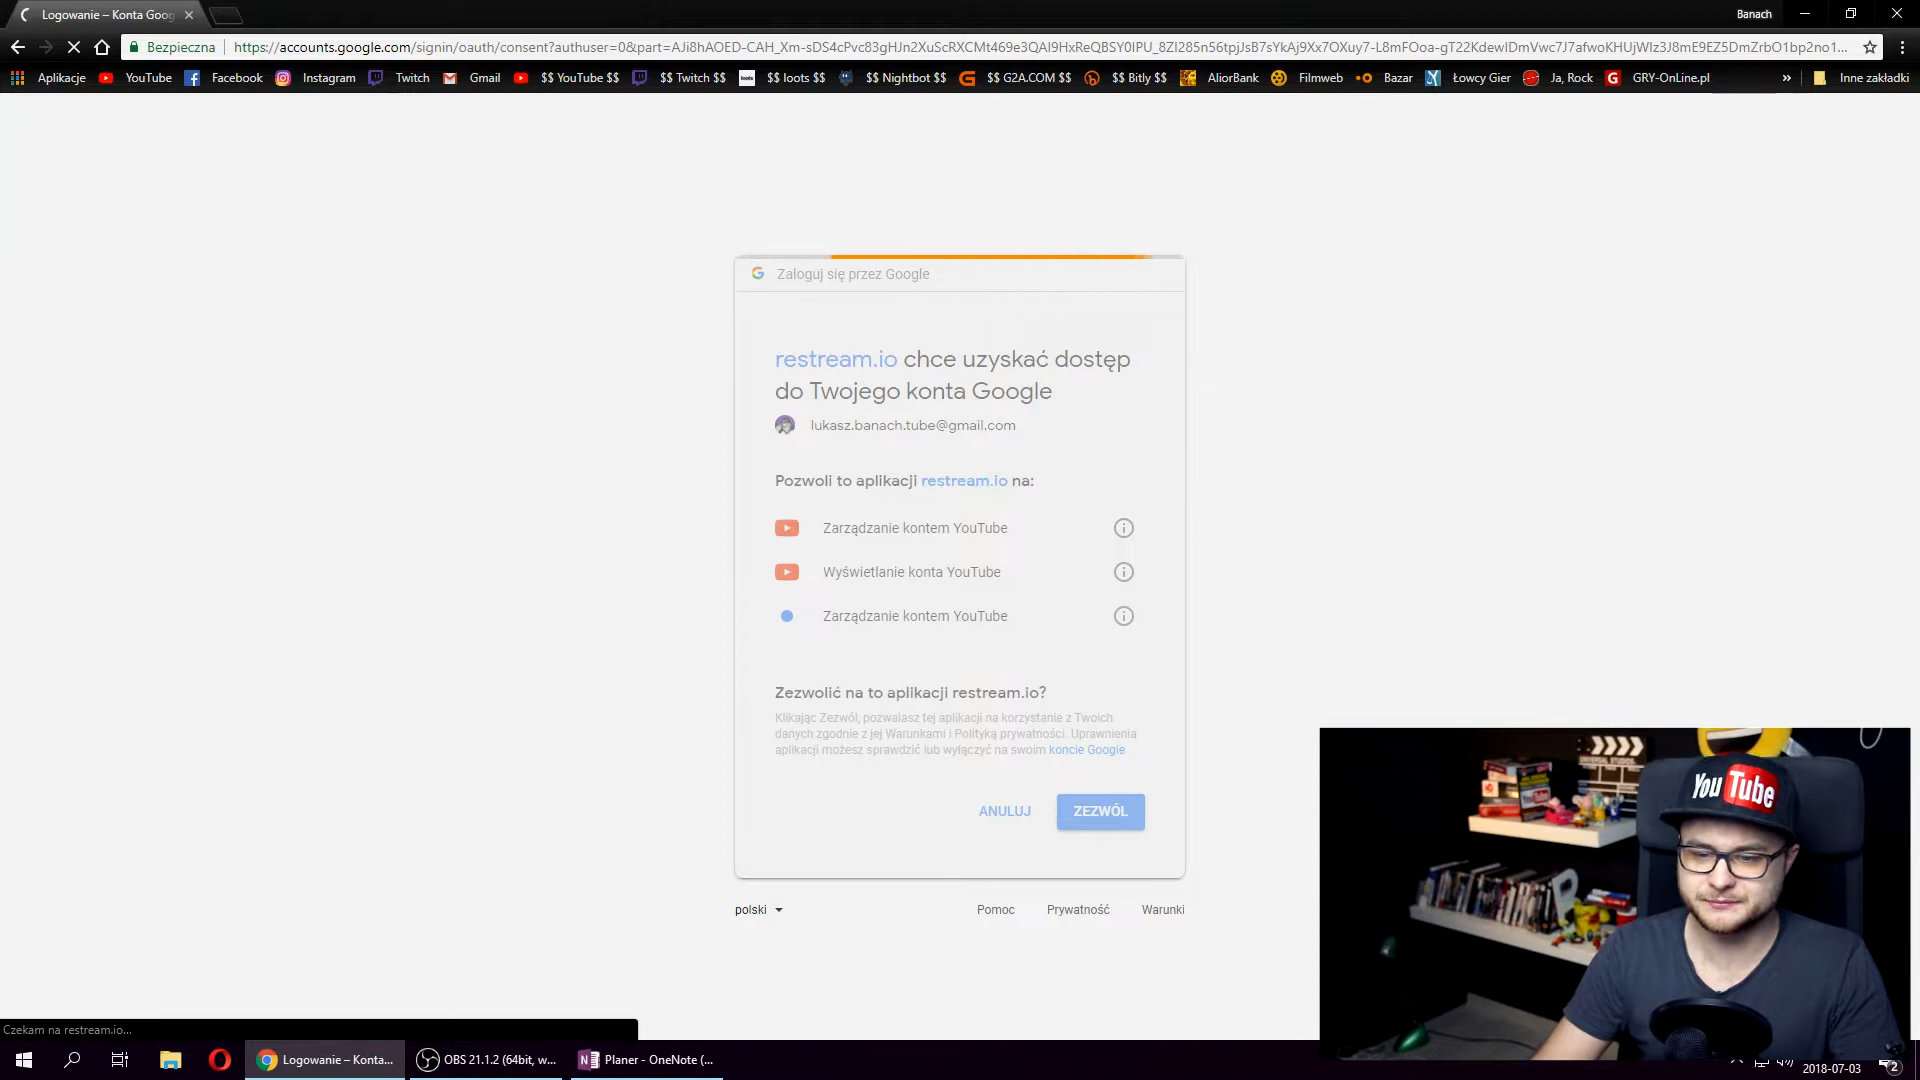 Logowanie – Konta Goog
Banach
Bezpieczna
https://accounts.google.com/signin/oauth/consent?authuser=0&part=AJi8hAOED-CAH_Xm-sDS4cPvc83gHJn2XuScRXCMt469e3QAI9HxReQBSY0IPU_8ZI285n56tpjJsB7sYkAj9Xx7OXuy7-L8mFOoa-gT22KdewIDmVwc7J7afwoKHUjWIz3J8mE9EZ5DmZrbO1bp2no1...
Aplikacje
YouTube
Facebook
Instagram
Twitch
Gmail
$$ YouTube $$
$$ Twitch $$
$$ loots $$
$$ Nightbot $$
$$ G2A.COM $$
$$ Bitly $$
AliorBank
Filmweb
Bazar
Łowcy Gier
Ja, Rock
GRY-OnLine.pl
»
Inne zakładki
Zaloguj się przez Google
restream.io chce uzyskać dostęp
do Twojego konta Google
lukasz.banach.tube@gmail.com
Pozwoli to aplikacji restream.io na:
Zarządzanie kontem YouTube
Wyświetlanie konta YouTube
Zarządzanie kontem YouTube
Zezwolić na to aplikacji restream.io?
Klikając Zezwól, pozwalasz tej aplikacji na korzystanie z Twoich
danych zgodnie z jej Warunkami i Polityką prywatności. Uprawnienia
aplikacji możesz sprawdzić lub wyłączyć na swoim koncie Google
ANULUJ
ZEZWÓL
polski
Pomoc
Prywatność
Warunki
UNIVERSAL STUDIOS
YouTube
Czekam na restream.io...
Logowanie – Konta...
OBS 21.1.2 (64bit, w...
Planer - OneNote (...
2018-07-03
2